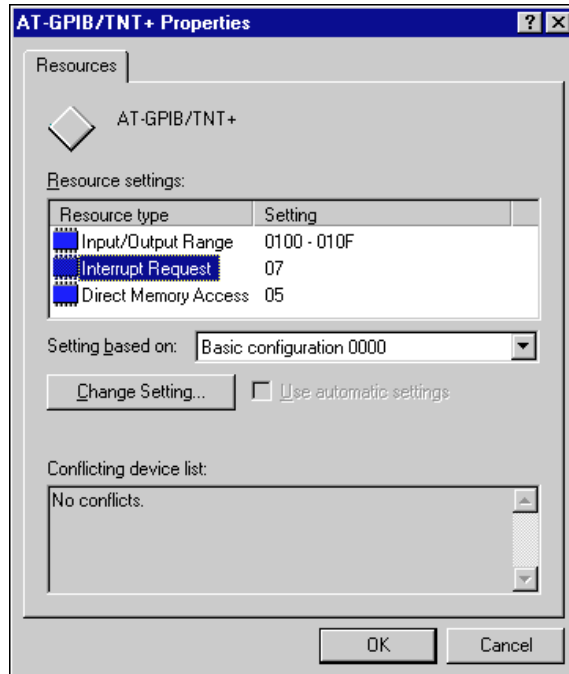 AT-GPIB/TNT+ Properties
Resources
AT-GPIB/TNT+
Resource settings:
Resource type Setting
Input/Output Range 0100 - 010F
Interrupt Request 07
Direct Memory Access 05
Setting based on: Basic configuration 0000
Change Setting... Use automatic settings
Conflicting device list:
No conflicts.
OK Cancel